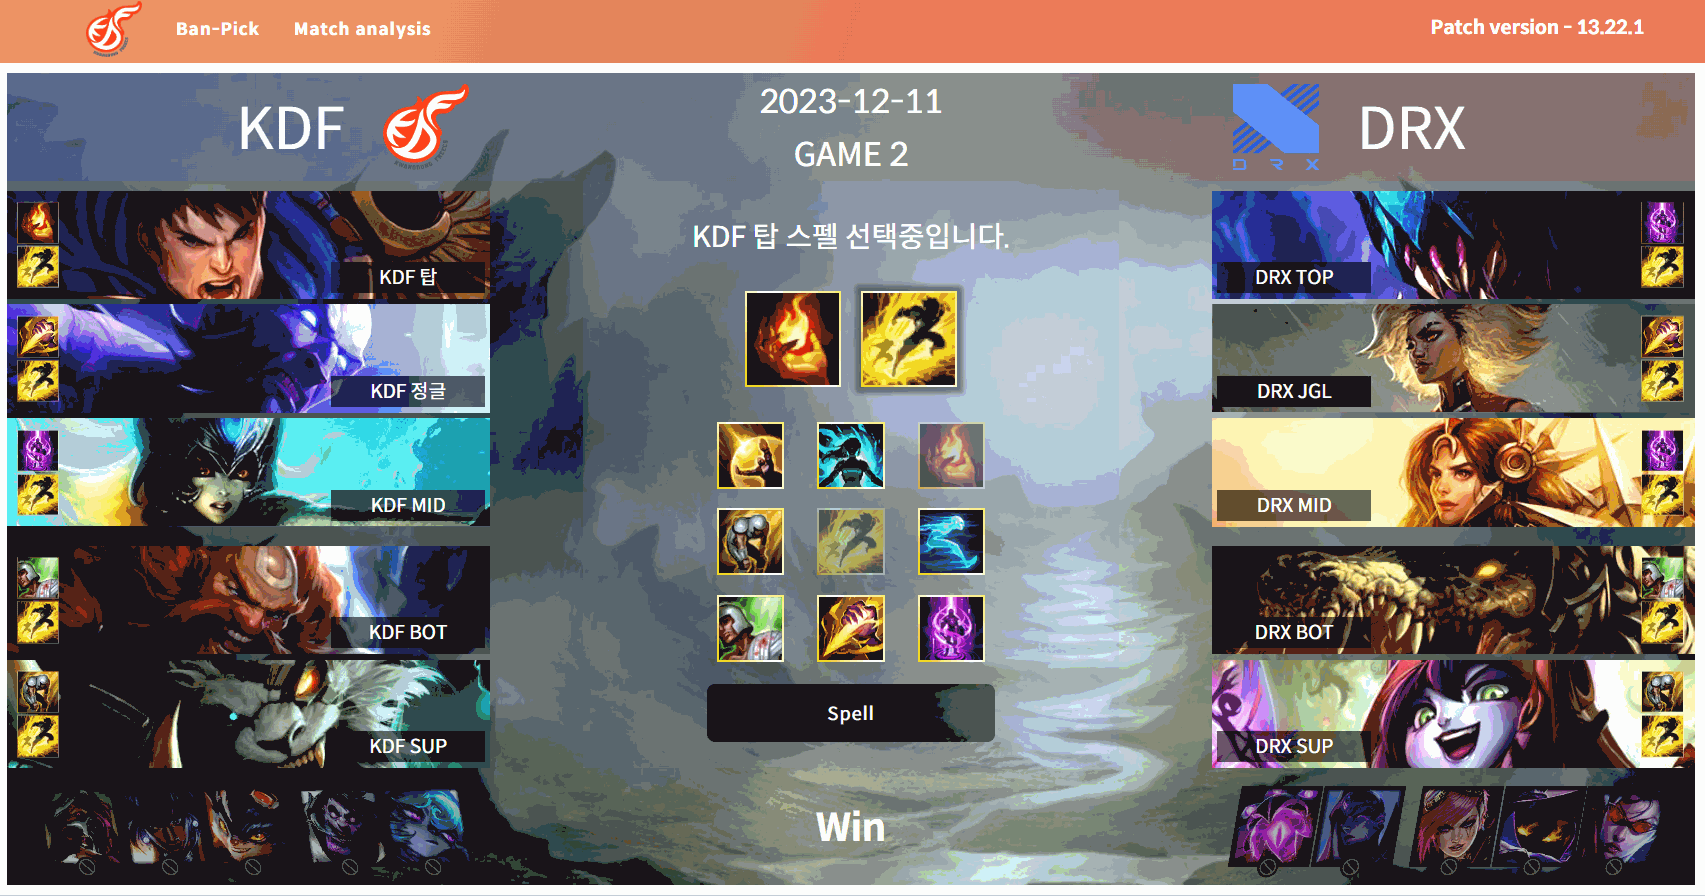 Ban-Pick
Match analysis
Patch version - 13.22.1
KDF
2023-12-11
GAME 2
DRX
DRX
KDF 탑 스펠 선택중입니다.
KDF 탑
KDF 정글
KDF MID
KDF BOT
KDF SUP
DRX TOP
DRX JGL
DRX MID
DRX BOT
DRX SUP
Spell
Win